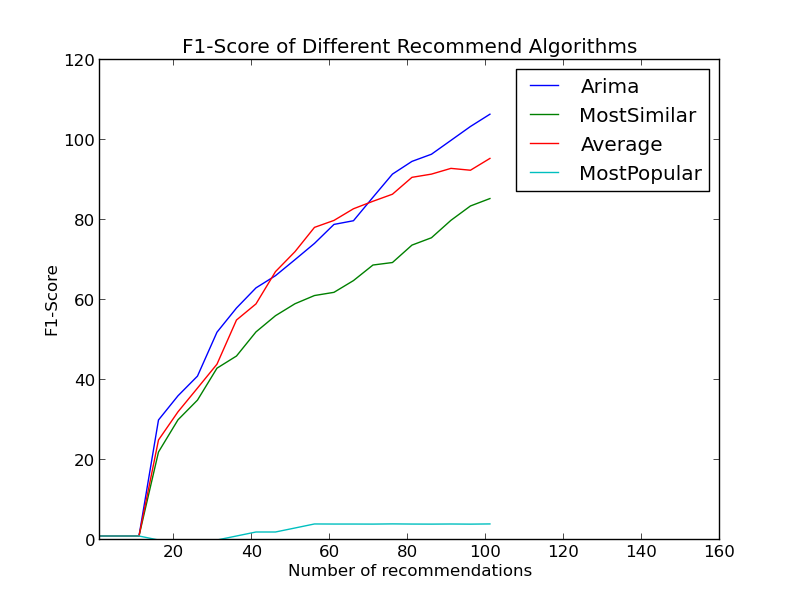 F1-Score of Different Recommend Algorithms
120
100
80
60
40
20
0
F1-Score
Arima
MostSimilar
Average
MostPopular
20 40 60 80 100 120 140 160
Number of recommendations